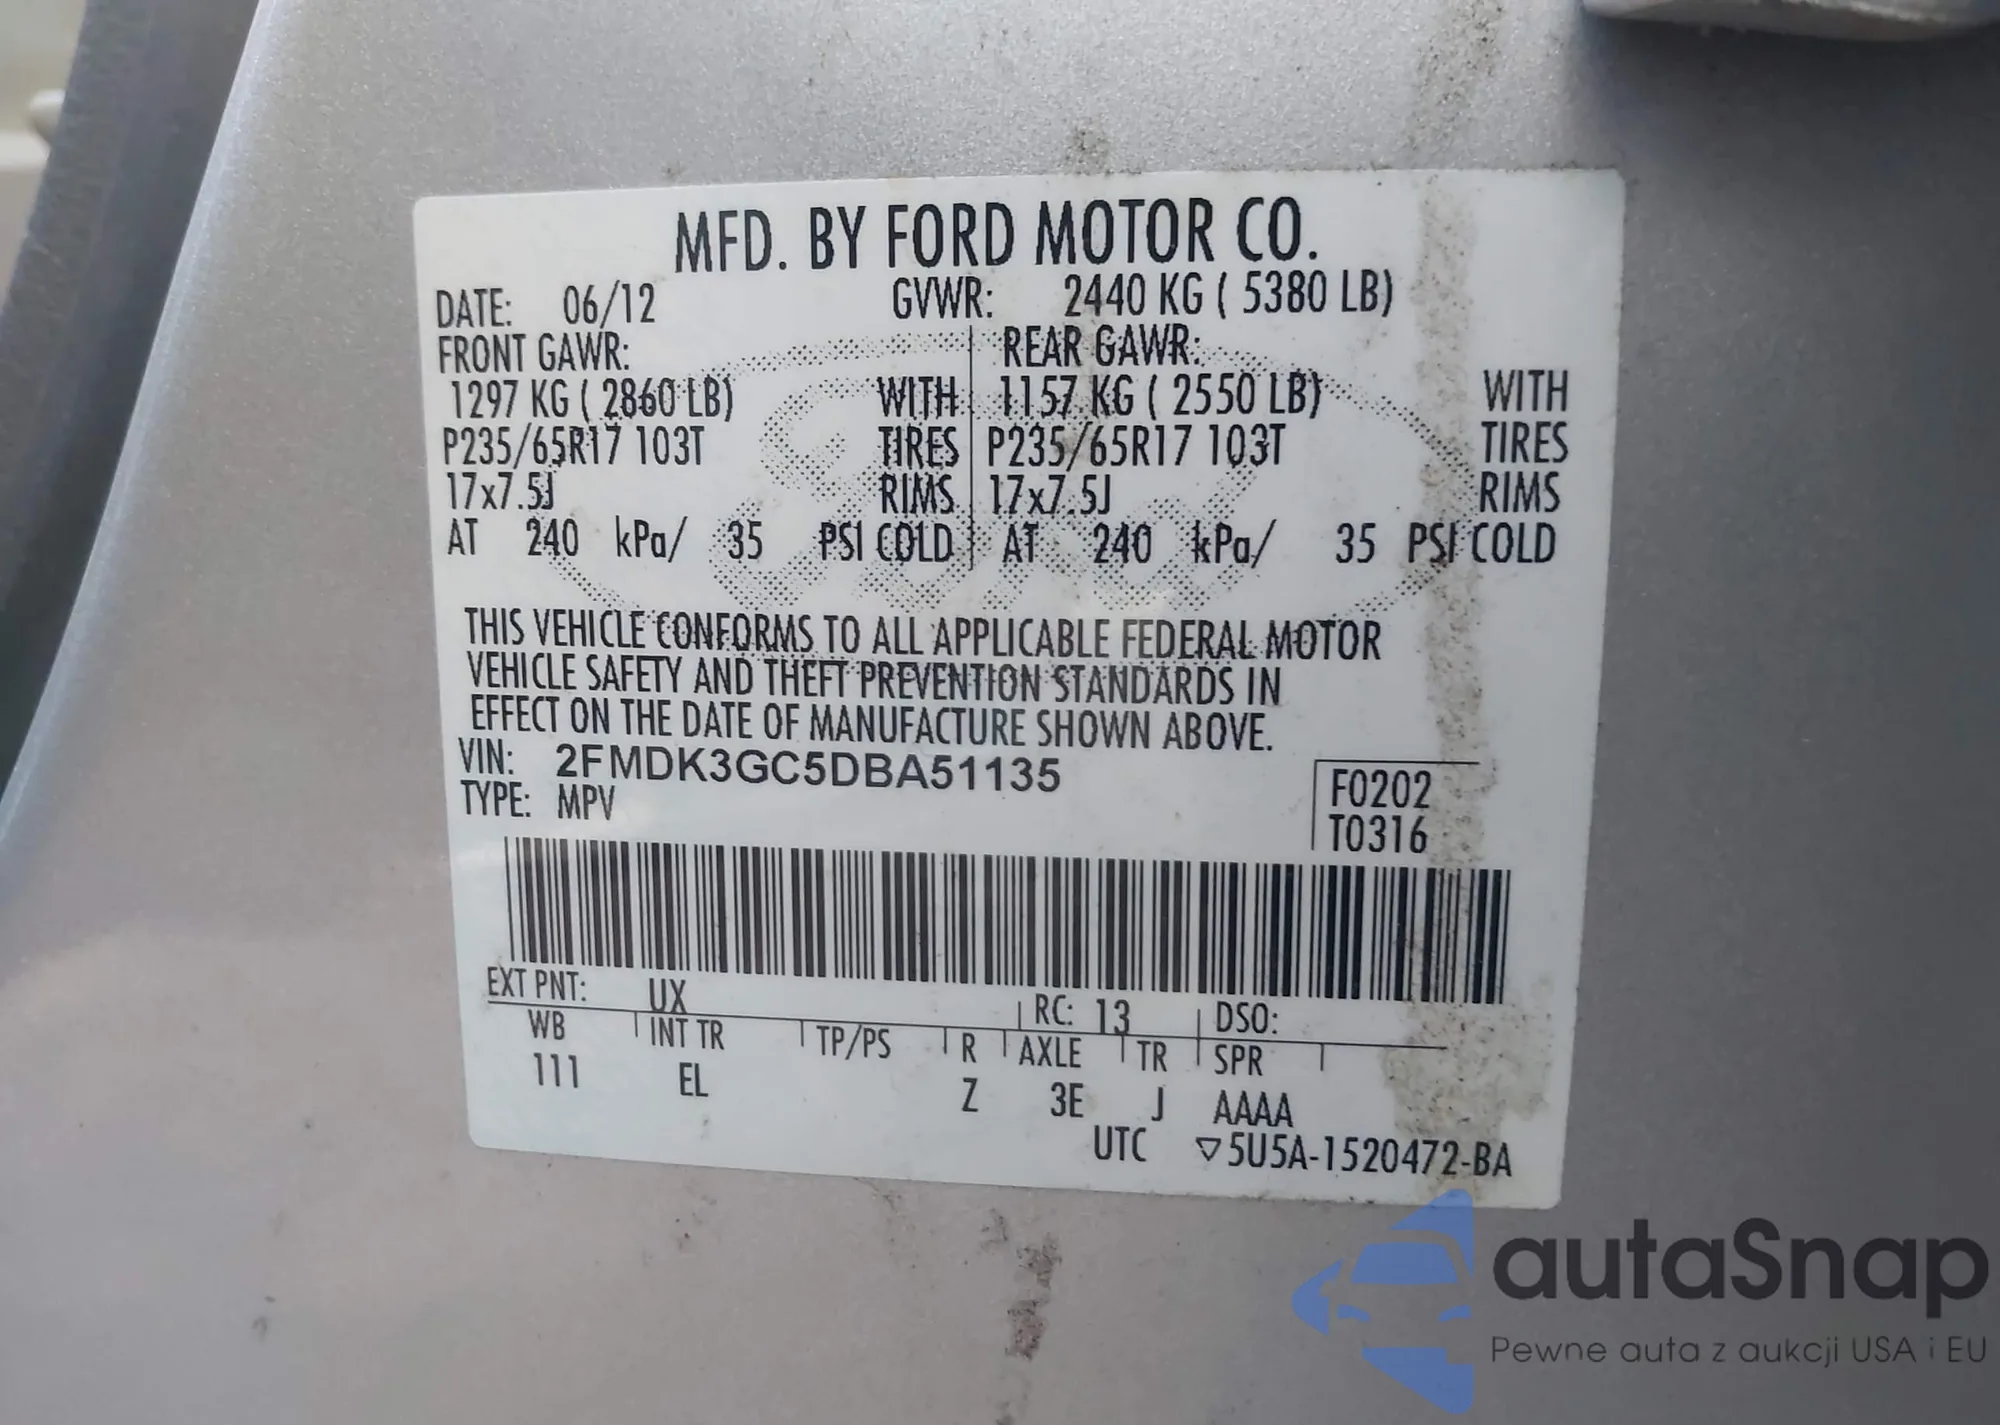 MFD. BY FORD MOTOR CO.
DATE: 06/12 GVWR: 2440 KG ( 5380 LB)
FRONT GAWR: REAR GAWR:
1297 KG ( 2860 LB) WITH 1157 KG ( 2550 LB) WITH
P235/65R17 103T TIRES P235/65R17 103T TIRES
17x7.5J RIMS 17x7.5J RIMS
AT 240 kPa/ 35 PSI COLD AT 240 kPa/ 35 PSI COLD
THIS VEHICLE CONFORMS TO ALL APPLICABLE FEDERAL MOTOR
VEHICLE SAFETY AND THEFT PREVENTION STANDARDS IN
EFFECT ON THE DATE OF MANUFACTURE SHOWN ABOVE.
VIN: 2FMDK3GC5DBA51135
TYPE: MPV
F0202
T0316
EXT PNT: UX RC: 13 DSO:
WB INT TR TP/PS R AXLE TR SPR
111 EL Z 3E J AAAA
UTC ▽5U5A-1520472-BA
autaSnap
Pewne auta z aukcji USA i EU